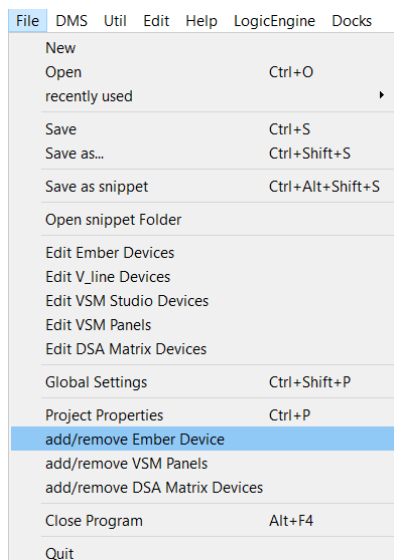 File DMS Util Edit Help LogicEngine Docks
New
Open Ctrl+O
recently used
Save Ctrl+S
Save as... Ctrl+Shift+S
Save as snippet Ctrl+Alt+Shift+S
Open snippet Folder
Edit Ember Devices
Edit V_line Devices
Edit VSM Studio Devices
Edit VSM Panels
Edit DSA Matrix Devices
Global Settings Ctrl+Shift+P
Project Properties Ctrl+P
add/remove Ember Device
add/remove VSM Panels
add/remove DSA Matrix Devices
Close Program Alt+F4
Quit